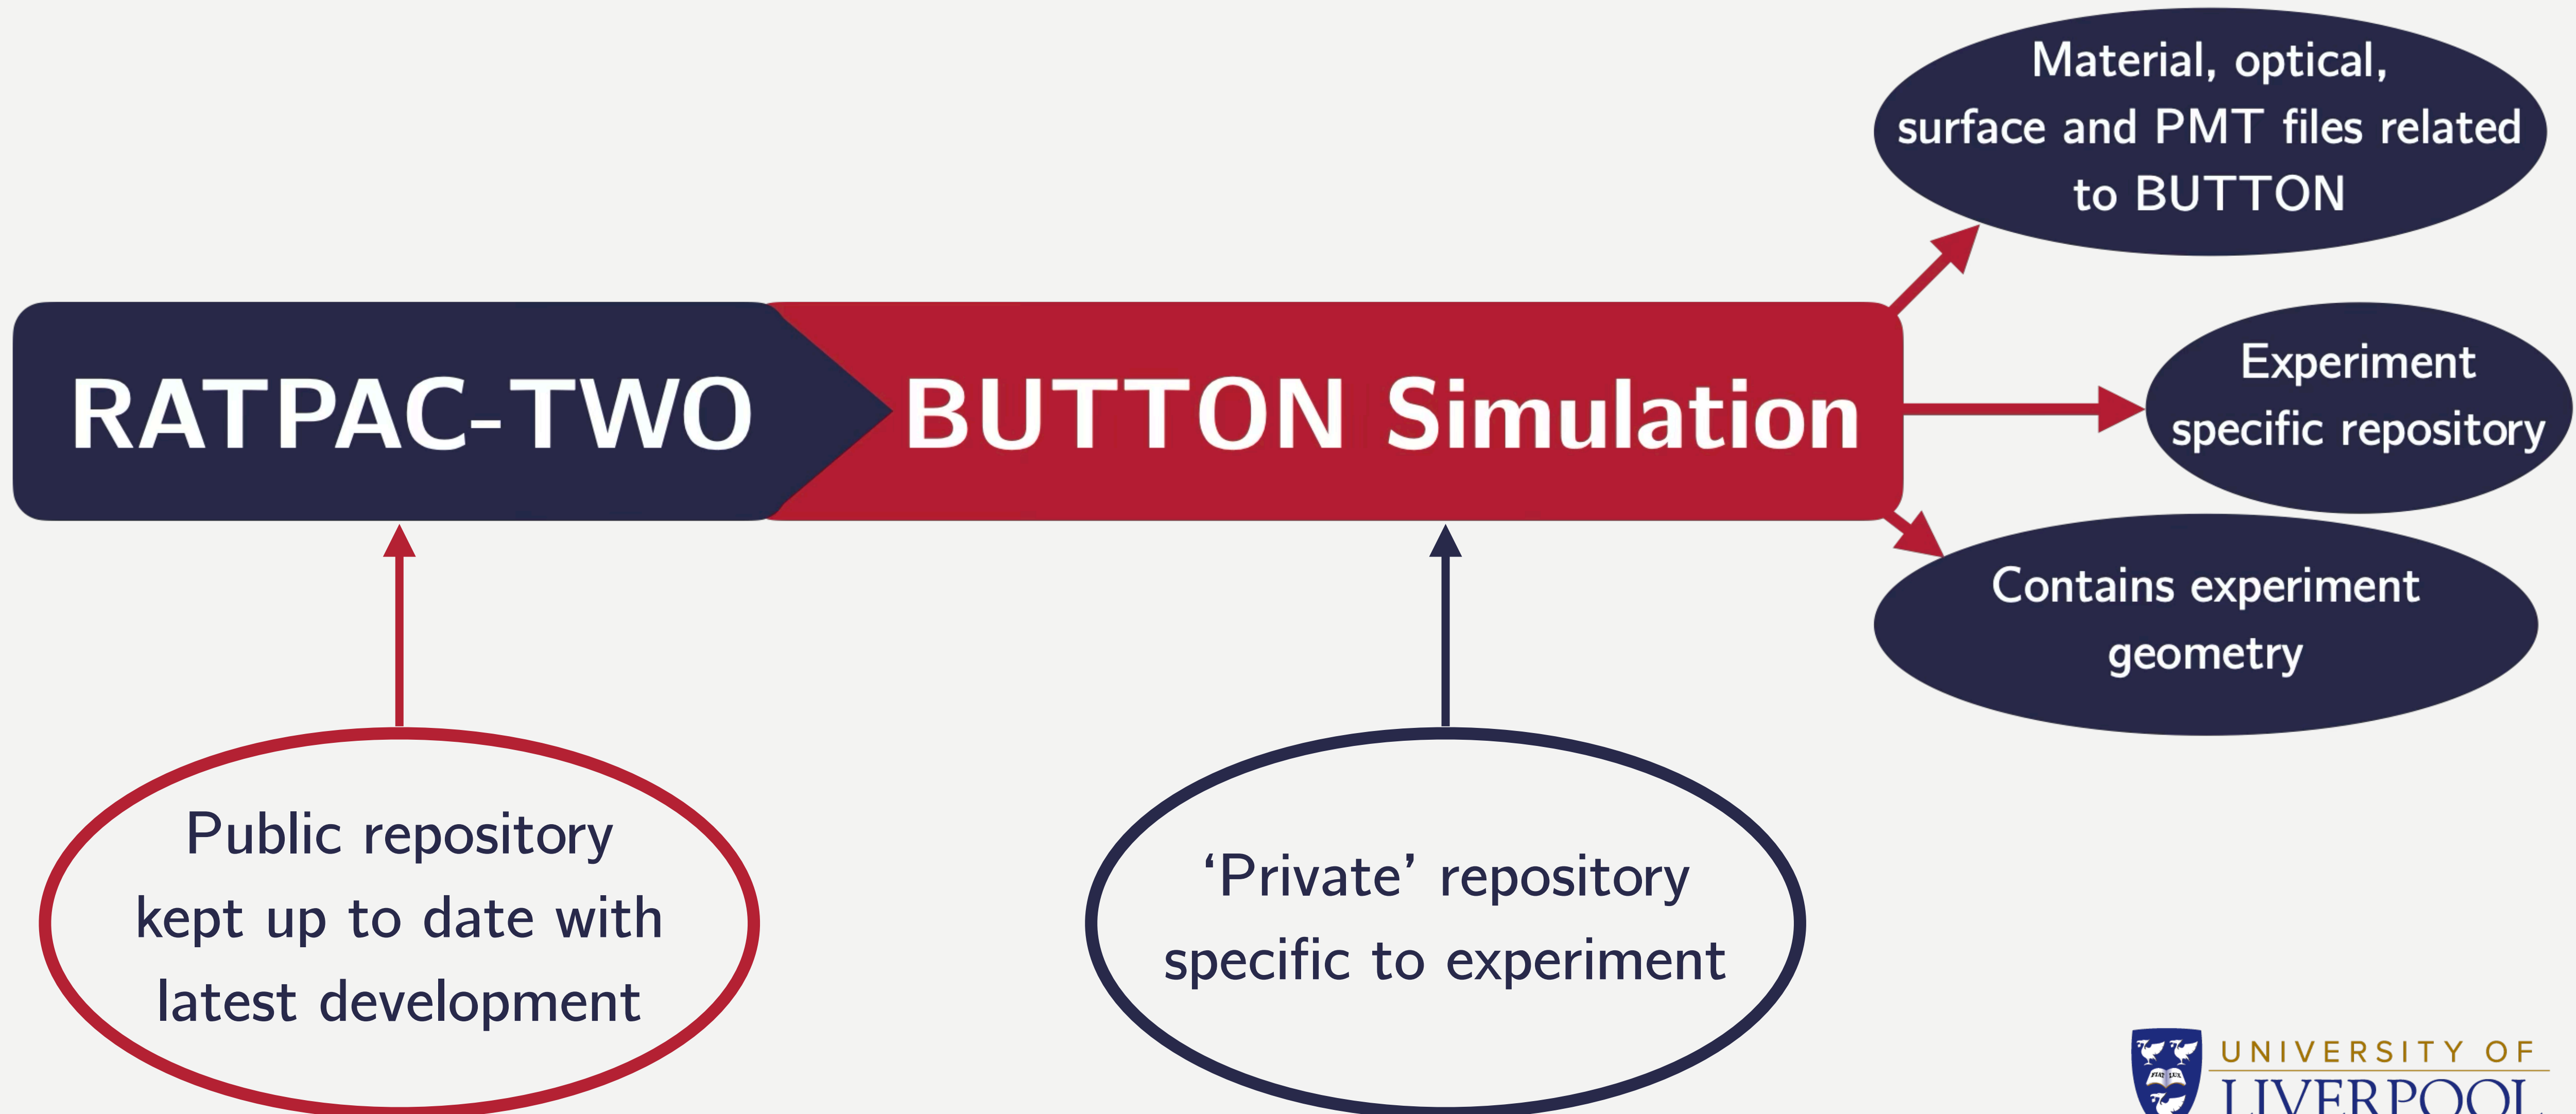 Material, optical,
surface and PMT files related
to BUTTON
RATPAC-TWO
BUTTON Simulation
Experiment
specific repository
Contains experiment
geometry
Public repository
kept up to date with
latest development
‘Private’ repository
specific to experiment
UNIVERSITY OF
LIVERPOOL